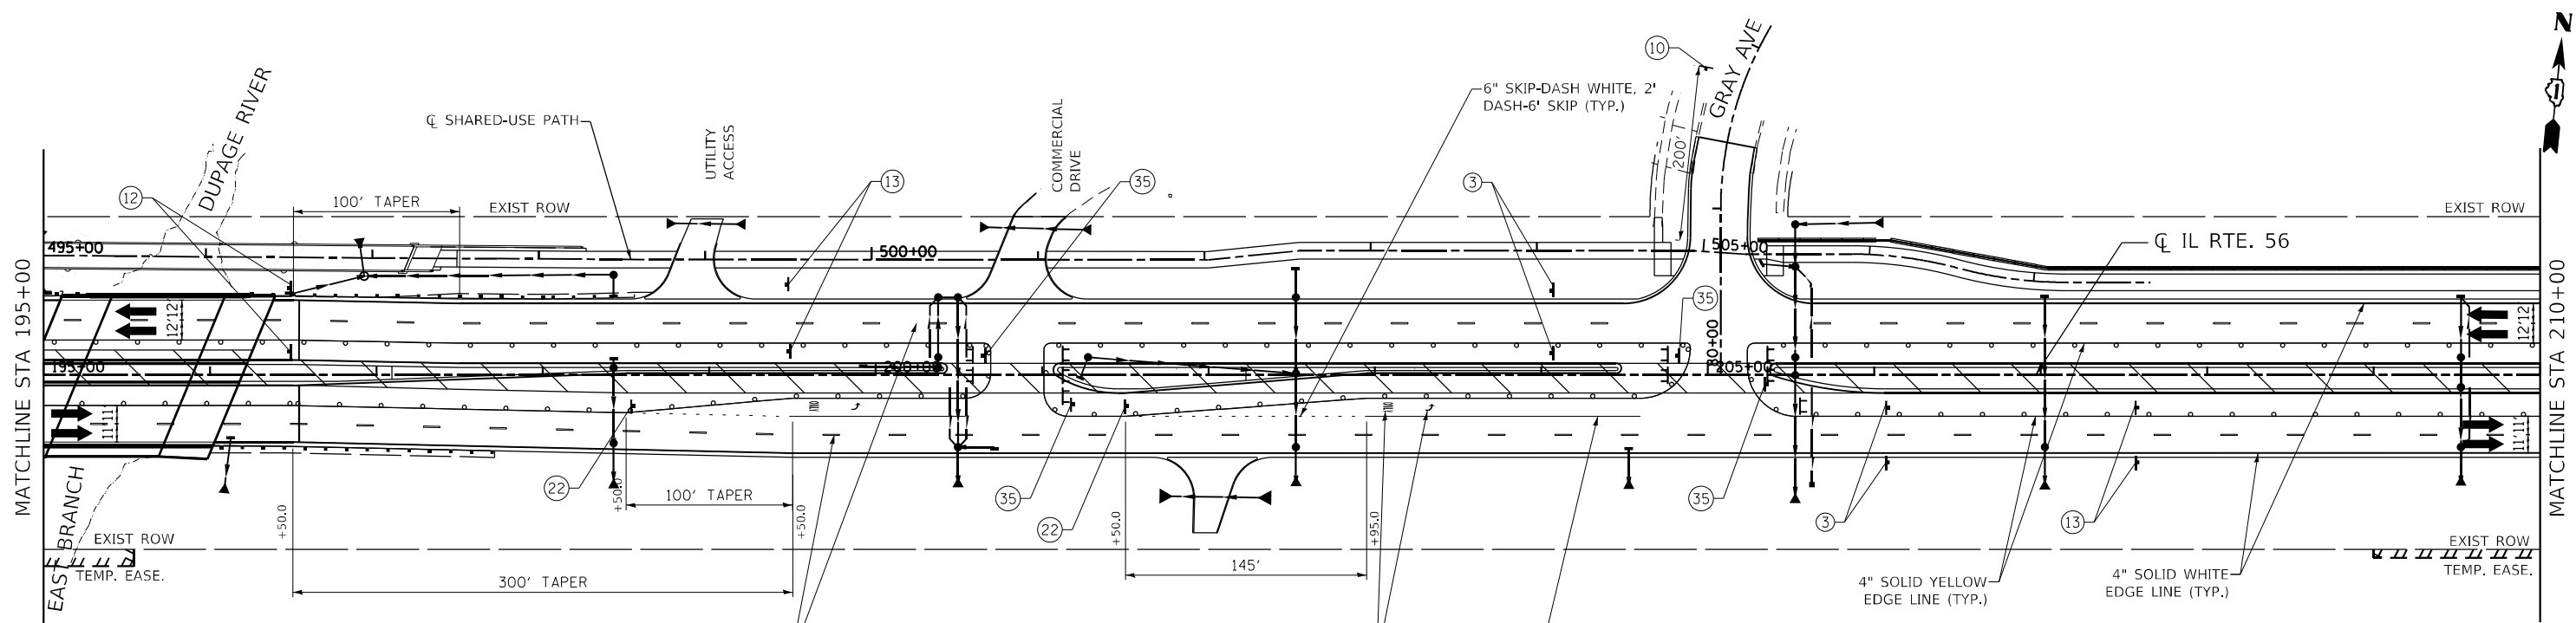 N
MATCHLINE STA 195+00
EAST BRANCH
DUPAGE RIVER
12
100' TAPER
EXIST ROW
℄ SHARED-USE PATH
UTILITY
ACCESS
13
COMMERCIAL
DRIVE
35
3
6" SKIP-DASH WHITE, 2'
DASH-6' SKIP (TYP.)
10
GRAY AVE
200' T
EXIST ROW
℄ IL RTE. 56
MATCHLINE STA 210+00
495+00
500+00
505+00
35
12' 12'
12' 12'
195+00
200+00
80+00
205+00
11' 11'
11' 11'
22
35
22
35
3
13
+50.0
+50.0
+50.0
+50.0
+95.0
100' TAPER
300' TAPER
145'
EXIST ROW
TEMP. EASE.
4" SOLID YELLOW
EDGE LINE (TYP.)
4" SOLID WHITE
EDGE LINE (TYP.)
EXIST ROW
TEMP. EASE.